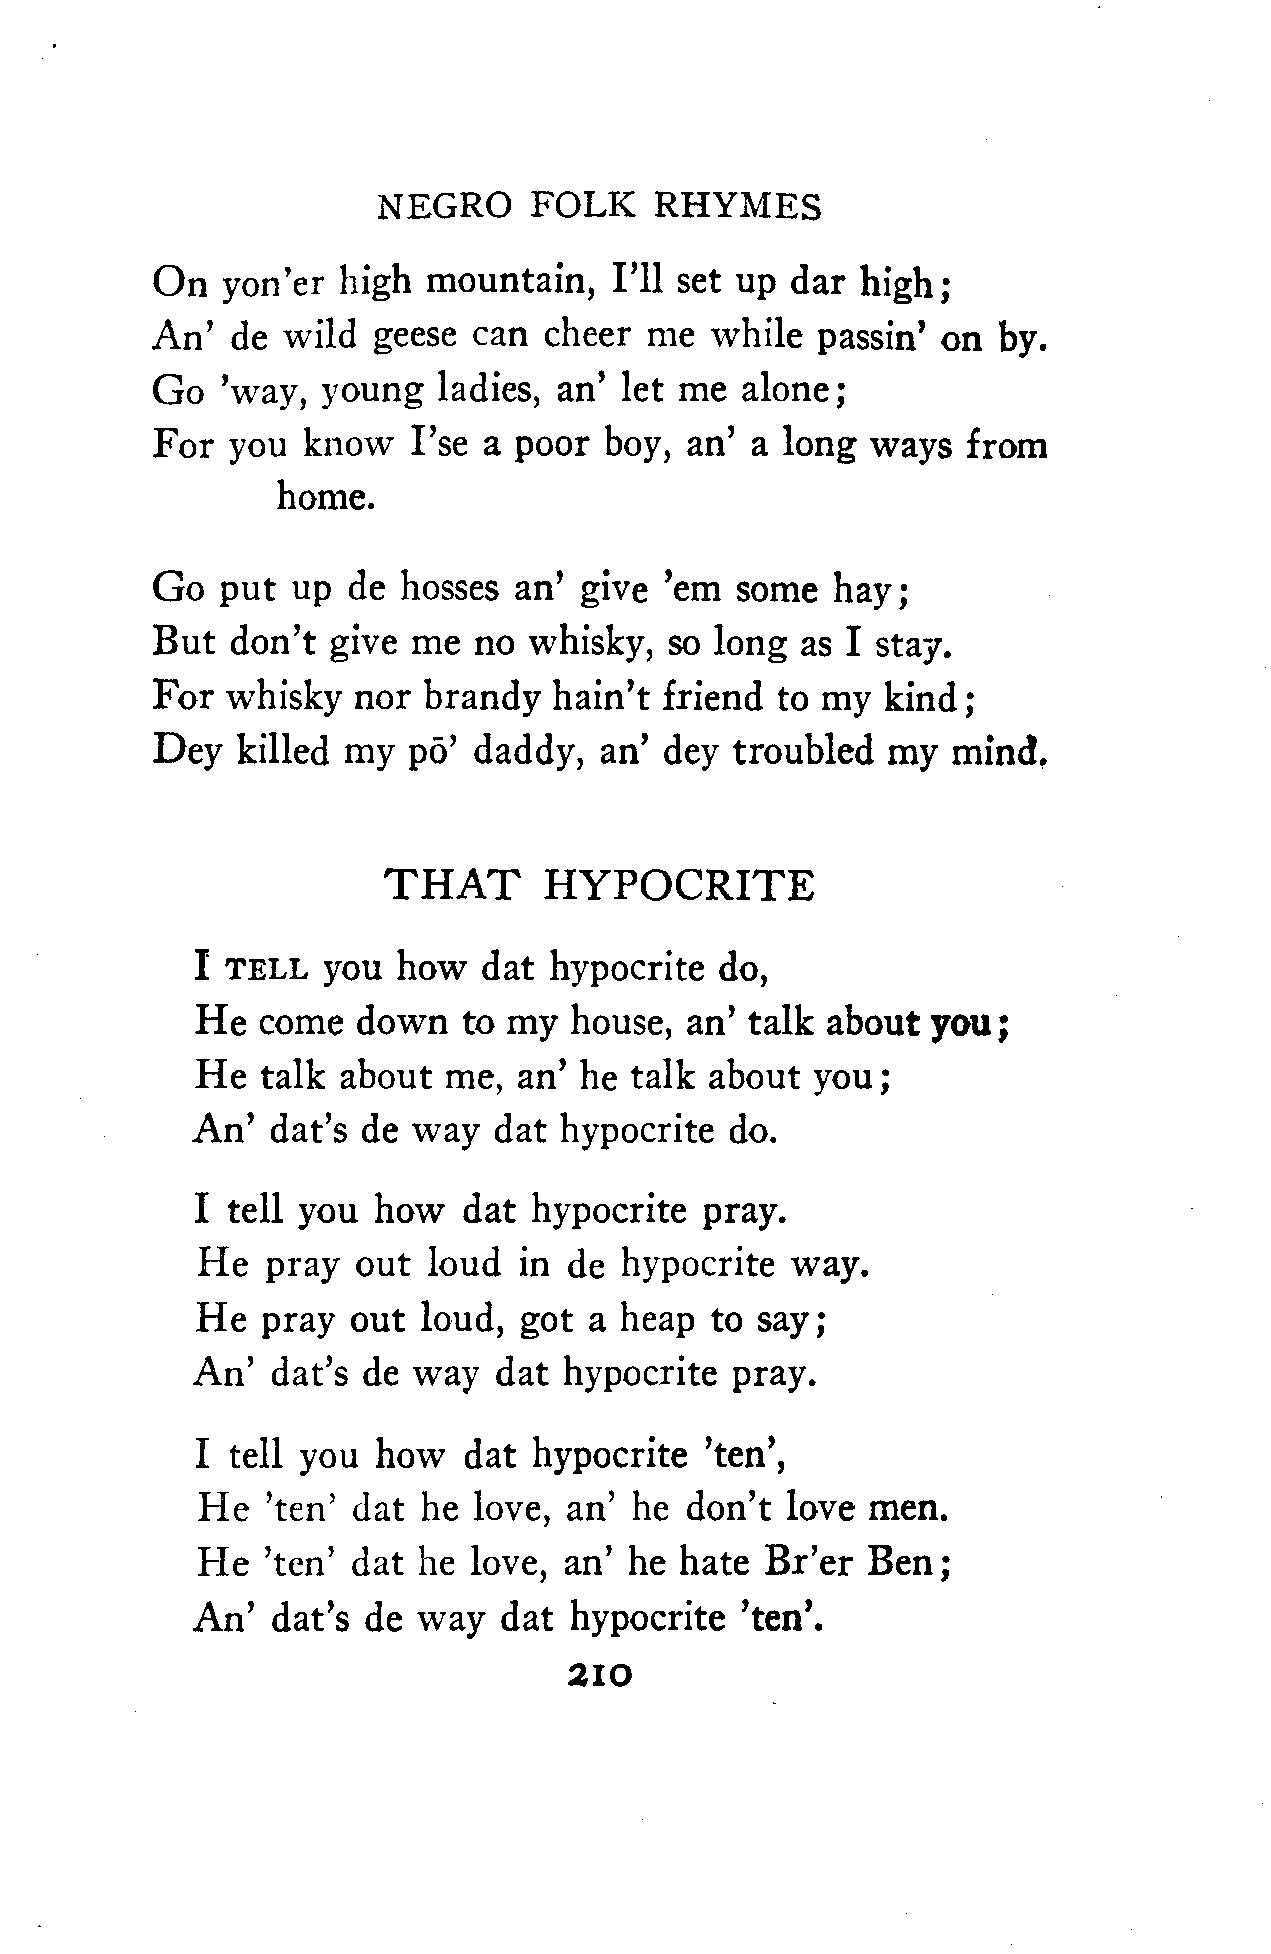 NEGRO FOLK RHYMES
On yon'er high mountain, I'll set up dar high;
An' de wild geese can cheer me while passin' on by.
Go 'way, young ladies, an' let me alone;
For you know I'se a poor boy, an' a long ways from
home.
Go put up de hosses an' give 'em some hay;
But don't give me no whisky, so long as I stay.
For whisky nor brandy hain't friend to my kind;
Dey killed my pō' daddy, an' dey troubled my mind.
THAT HYPOCRITE
I TELL you how dat hypocrite do,
He come down to my house, an' talk about you;
He talk about me, an' he talk about you;
An' dat's de way dat hypocrite do.
I tell you how dat hypocrite pray.
He pray out loud in de hypocrite way.
He pray out loud, got a heap to say;
An' dat's de way dat hypocrite pray.
I tell you how dat hypocrite 'ten',
He 'ten' dat he love, an' he don't love men.
He 'ten' dat he love, an' he hate Br'er Ben;
An' dat's de way dat hypocrite 'ten'.
210